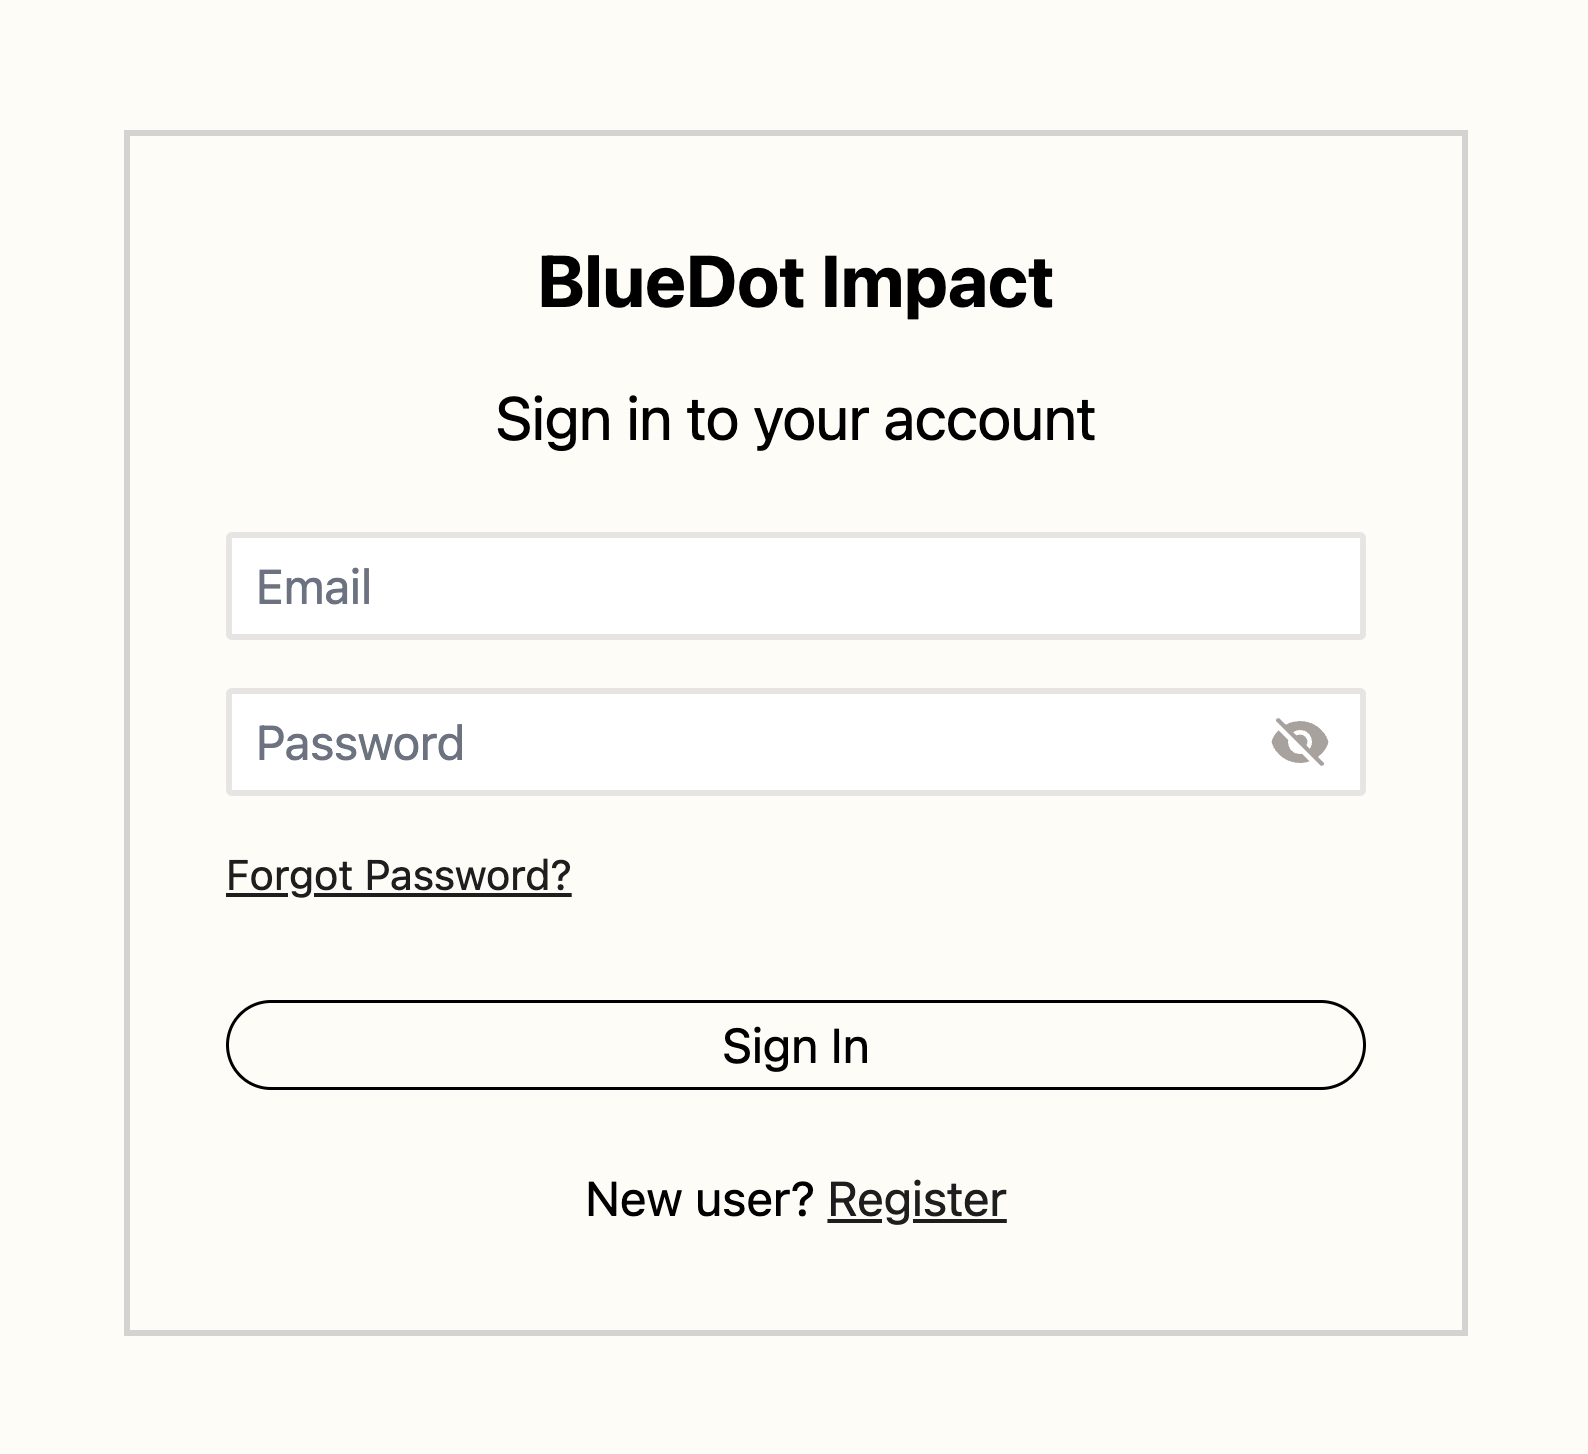 BlueDot Impact
Sign in to your account
Email
Password
Forgot Password?
Sign In
New user? Register